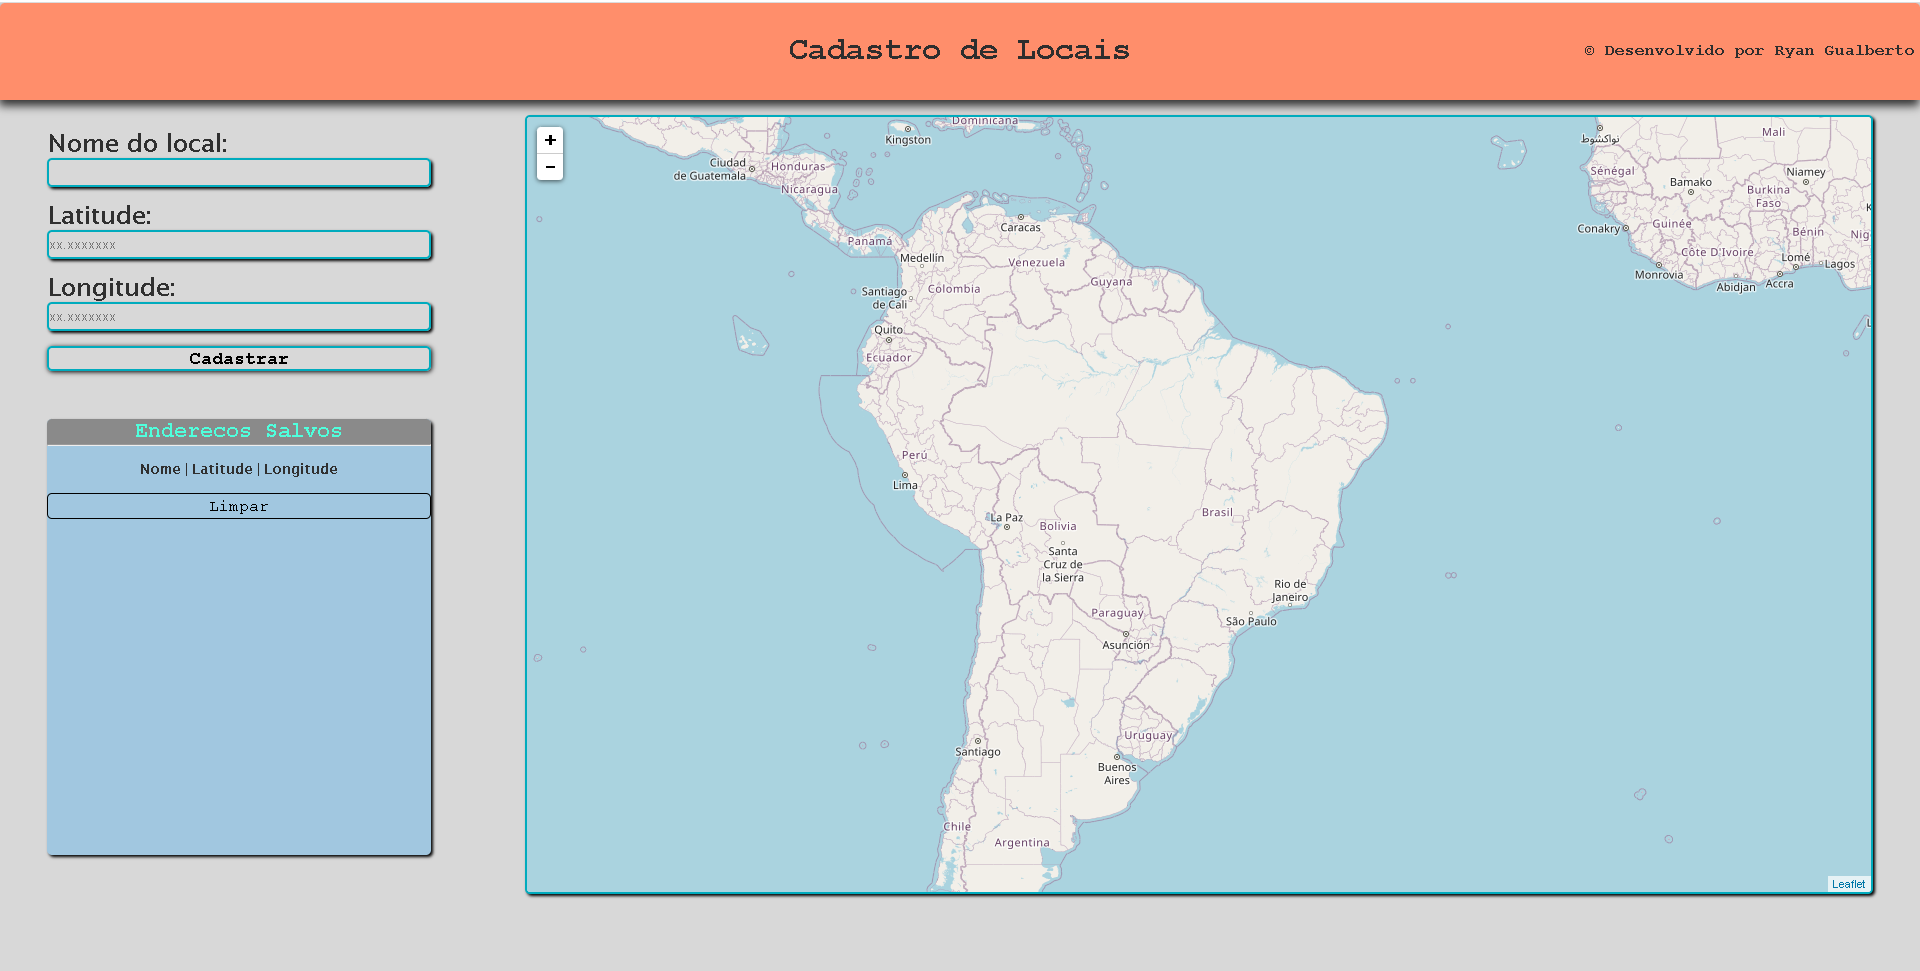 Cadastro de Locais
© Desenvolvido por Ryan Gualberto
Nome do local:
Latitude:
xx.xxxxxxx
Longitude:
xx.xxxxxxx
Cadastrar
Enderecos Salvos
Nome | Latitude | Longitude
Limpar
+
−
Dominicana
Kingston
Ciudad
de Guatemala
Honduras
Nicaragua
Panamá
Caracas
Medellín
Venezuela
Guyana
Colombia
Santiago
de Cali
Quito
Ecuador
Perú
Lima
La Paz
Bolivia
Santa
Cruz de
la Sierra
Brasil
Rio de
Janeiro
São Paulo
Paraguay
Asunción
Uruguay
Santiago
Buenos
Aires
Chile
Argentina
نواكشوط
Mali
Sénégal
Bamako
Niamey
Burkina
Faso
Conakry
Guinée
Bénin
Nig
Côte D'Ivoire
Lomé
Lagos
Monrovia
Abidjan
Accra
Leaflet